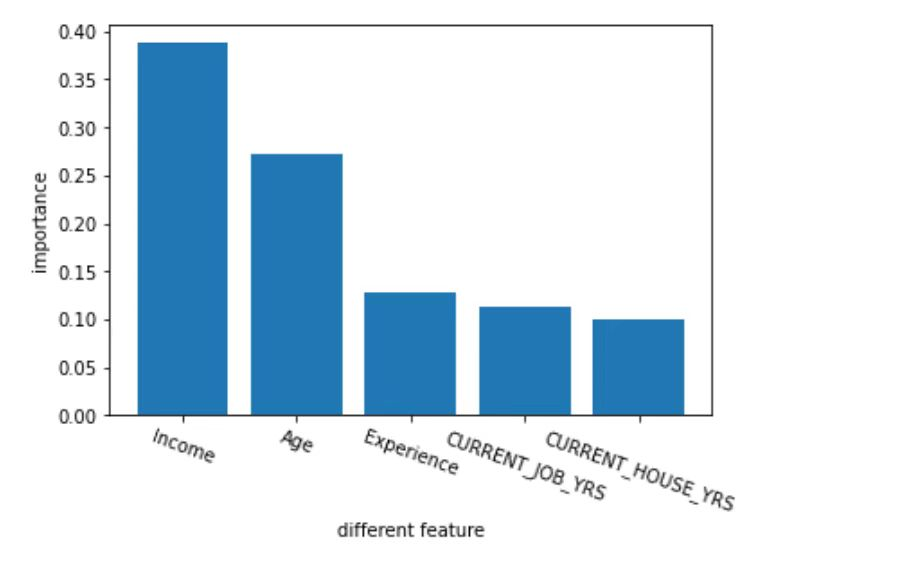 0.40
0.35
0.30
0.25
0.20
0.15
0.10
0.05
0.00
importance
Income
Age
Experience
CURRENT_JOB_YRS
CURRENT_HOUSE_YRS
different feature